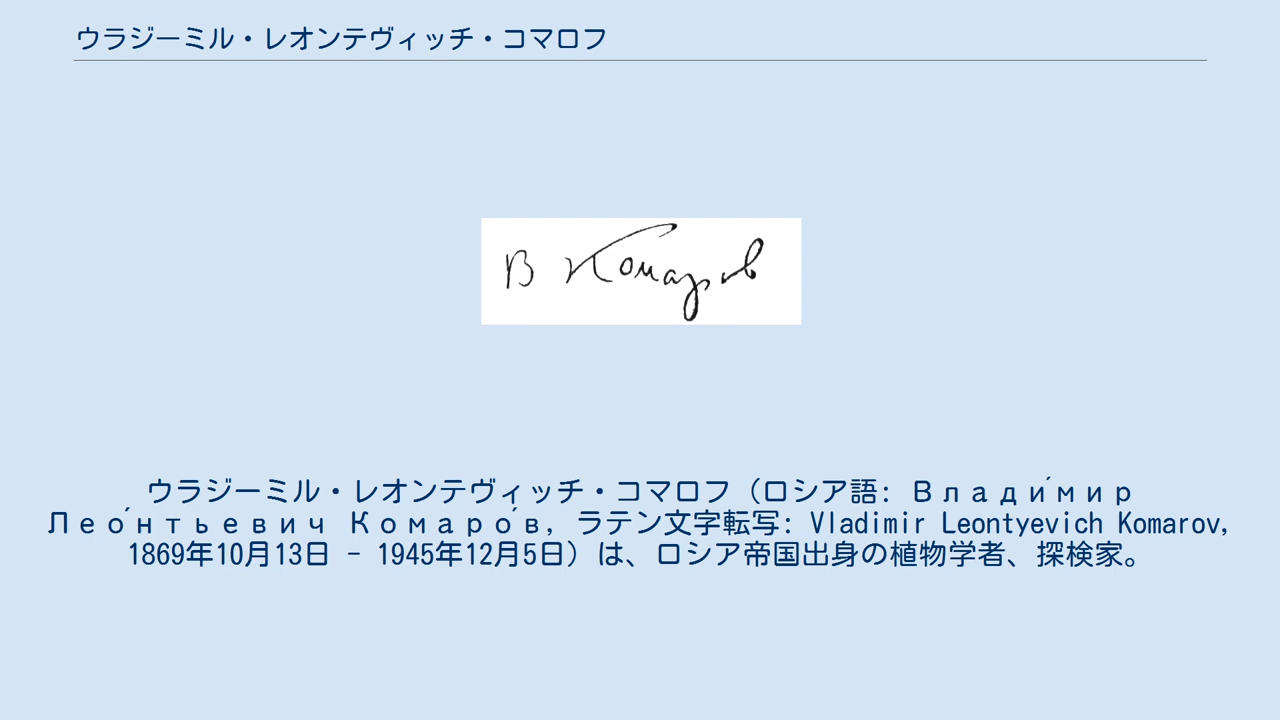 ウラジーミル・レオンテヴィッチ・コマロフ
В Комаров
ウラジーミル・レオンテヴィッチ・コマロフ（ロシア語: Влади́мир
Лео́нтьевич Комаро́в, ラテン文字転写: Vladimir Leontyevich Komarov,
1869年10月13日 - 1945年12月5日）は、ロシア帝国出身の植物学者、探検家。